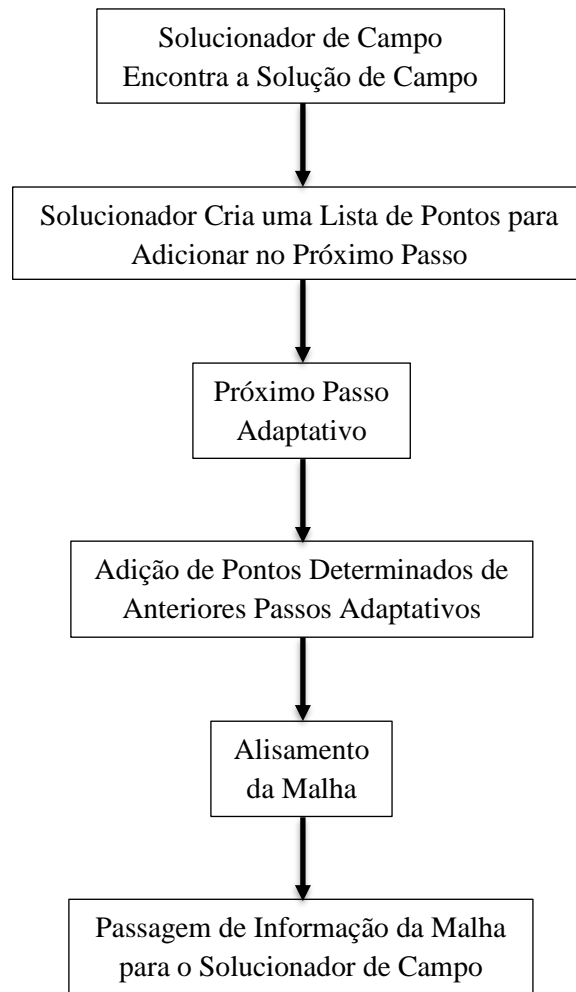 Solucionador de Campo
Encontra a Solução de Campo
Solucionador Cria uma Lista de Pontos para
Adicionar no Próximo Passo
Próximo Passo
Adaptativo
Adição de Pontos Determinados de
Anteriores Passos Adaptativos
Alisamento
da Malha
Passagem de Informação da Malha
para o Solucionador de Campo